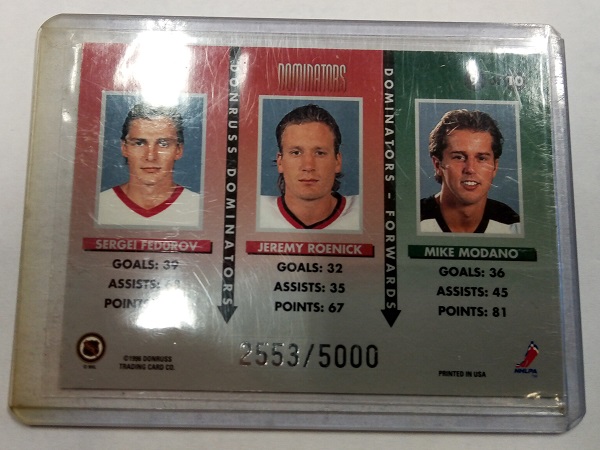 DOMINATORS
10
DONRUSS DOMINATORS
DOMINATORS - FORWARDS
SERGEI FEDOROV
GOALS: 39
ASSISTS:
POINTS:
JEREMY ROENICK
GOALS: 32
ASSISTS: 35
POINTS: 67
MIKE MODANO
GOALS: 36
ASSISTS: 45
POINTS: 81
2553/5000
©1996 DONRUSS
TRADING CARD CO.
PRINTED IN USA
NHLPA